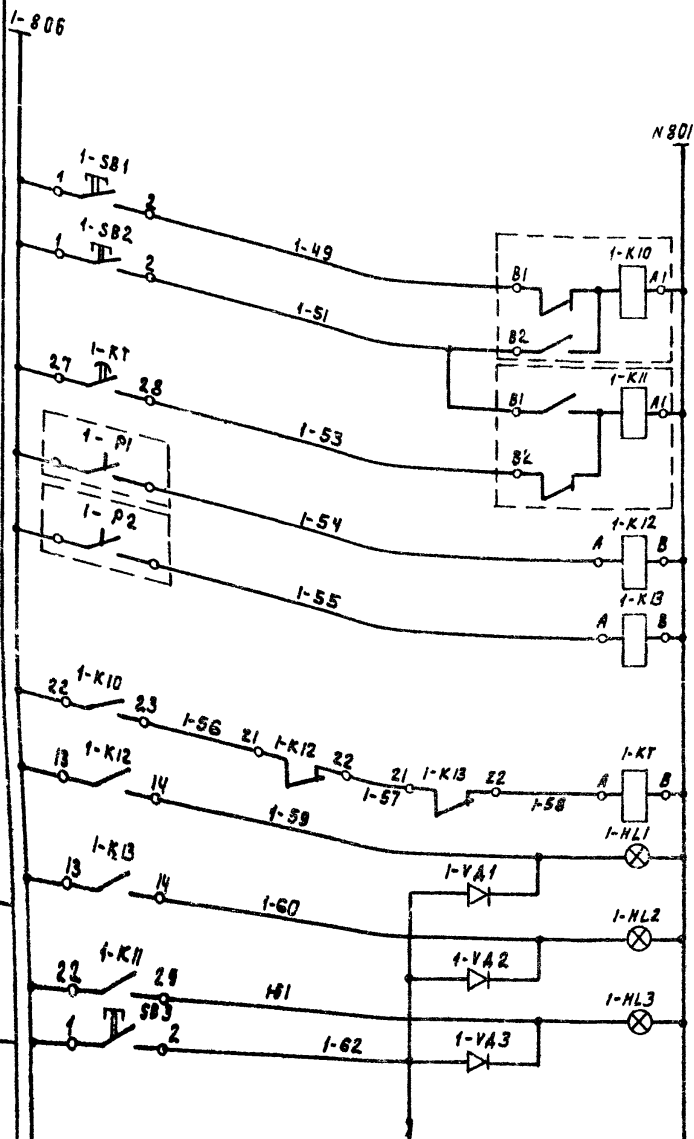 1-806
N 801
1-SB1
1 2
1-49
1-K10
B1 A1
1-SB2
1 2
1-51
B2
1-K11
1-KT
27 28
B1 A1
1-53
B2
1-P1
1-54
1-K12
A B
1-P2
1-55
1-K13
A B
1-K10
22 23
1-56
21 1-K12 22
1-57
21 1-K13 22
1-58
1-KT
A B
1-K12
13 14
1-59
1-HL1
1-VД1
1-K13
13 14
1-60
1-HL2
1-VД2
1-K11
22
1-61
1-HL3
SB3
1 2
1-62
1-VД3